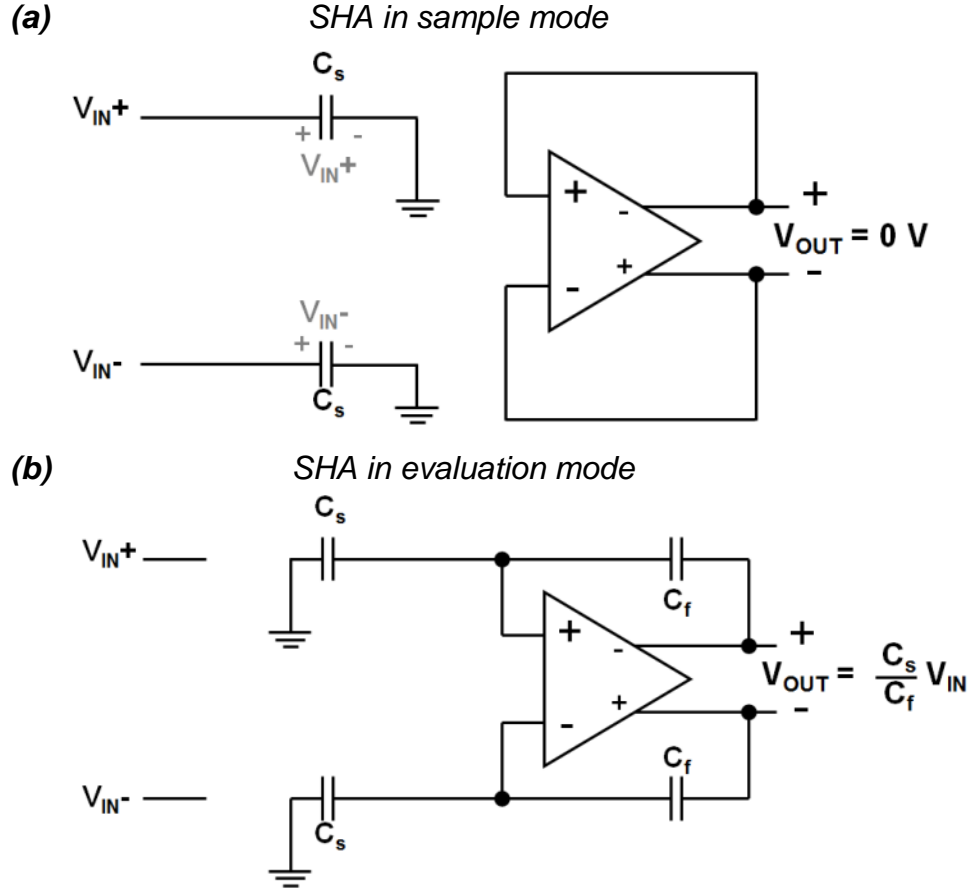 (a) SHA in sample mode
Cs
VIN+
+ -
VIN+
+
-
+
-
+
VOUT = 0 V
-
VIN-
+ -
VIN-
Cs
(b) SHA in evaluation mode
Cs
VIN+
Cf
+
-
+
-
+
VOUT = Cs/Cf VIN
-
Cf
VIN-
Cs